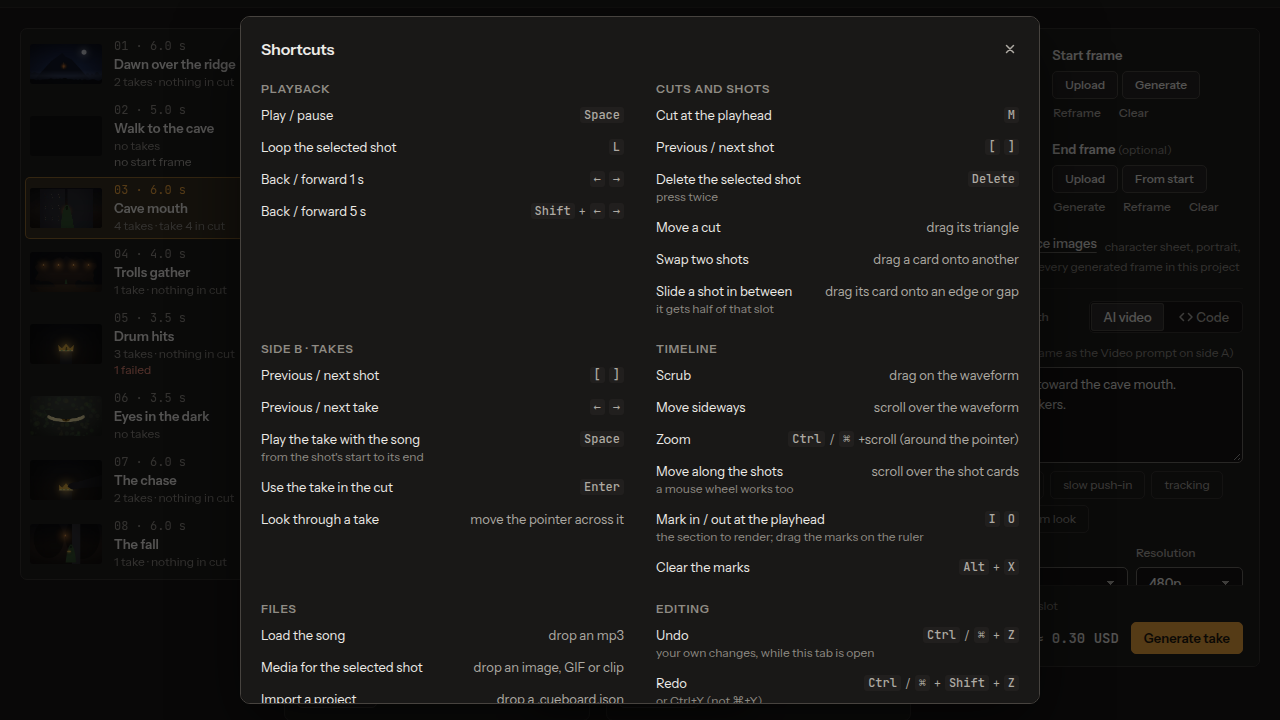 01 · 6.0 s
Dawn over the ridge
2 takes · nothing in cut
02 · 5.0 s
Walk to the cave
no takes
no start frame
03 · 6.0 s
Cave mouth
4 takes · take 4 in cut
04 · 4.0 s
Trolls gather
1 take · nothing in cut
05 · 3.5 s
Drum hits
3 takes · nothing in cut
1 failed
06 · 3.5 s
Eyes in the dark
no takes
07 · 6.0 s
The chase
2 takes · nothing in cut
08 · 6.0 s
The fall
1 take · nothing in cut
Shortcuts ×
PLAYBACK
Play / pause Space
Loop the selected shot L
Back / forward 1 s ← →
Back / forward 5 s Shift + ← →
CUTS AND SHOTS
Cut at the playhead M
Previous / next shot [ ]
Delete the selected shot Delete
press twice
Move a cut drag its triangle
Swap two shots drag a card onto another
Slide a shot in between drag its card onto an edge or gap
it gets half of that slot
SIDE B · TAKES
Previous / next shot [ ]
Previous / next take ← →
Play the take with the song Space
from the shot's start to its end
Use the take in the cut Enter
Look through a take move the pointer across it
TIMELINE
Scrub drag on the waveform
Move sideways scroll over the waveform
Zoom Ctrl / ⌘ +scroll (around the pointer)
Move along the shots scroll over the shot cards
a mouse wheel works too
Mark in / out at the playhead I O
the section to render; drag the marks on the ruler
Clear the marks Alt + X
FILES
Load the song drop an mp3
Media for the selected shot drop an image, GIF or clip
Import a project drop a .cueboard.json
EDITING
Undo Ctrl / ⌘ + Z
your own changes, while this tab is open
Redo Ctrl / ⌘ + Shift + Z
or Ctrl+Y (not ⌘+Y)
Start frame
Upload Generate
Reframe Clear
End frame (optional)
Upload From start
Generate Reframe Clear
images character sheet, portrait,
every generated frame in this project
AI video <> Code
as the Video prompt on side A)
toward the cave mouth.
slow push-in tracking
look
Resolution
480p
slot
0.30 USD Generate take